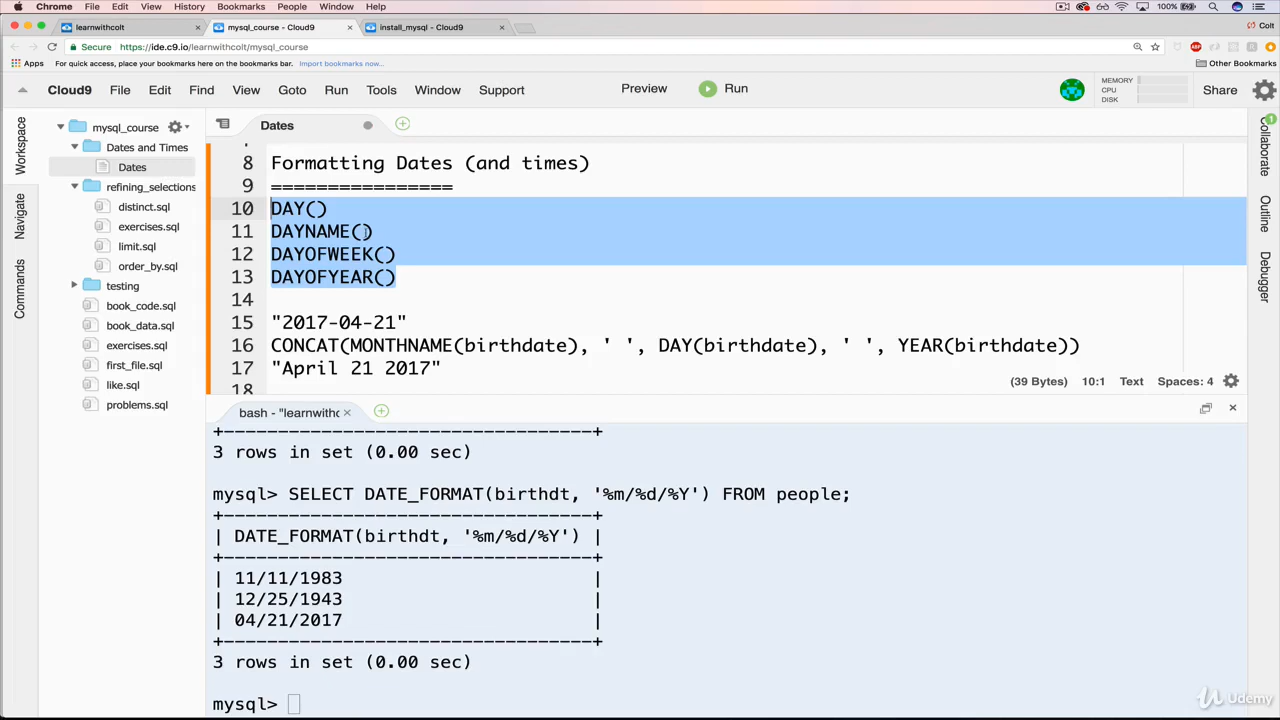 Chrome File Edit View History Bookmarks People Window Help 100%
learnwithcolt mysql_course - Cloud9 install_mysql - Cloud9 Colt
Secure https://ide.c9.io/learnwithcolt/mysql_course
Apps For quick access, place your bookmarks here on the bookmarks bar. Import bookmarks now... Other Bookmarks
Cloud9 File Edit Find View Goto Run Tools Window Support Preview Run MEMORY CPU DISK Share
Workspace
Navigate
Commands
mysql_course
Dates and Times
Dates
refining_selections
distinct.sql
exercises.sql
limit.sql
order_by.sql
testing
book_code.sql
book_data.sql
exercises.sql
first_file.sql
like.sql
problems.sql
Dates
8 Formatting Dates (and times)
9 ================
10 DAY()
11 DAYNAME()
12 DAYOFWEEK()
13 DAYOFYEAR()
14
15 "2017-04-21"
16 CONCAT(MONTHNAME(birthdate), ' ', DAY(birthdate), ' ', YEAR(birthdate))
17 "April 21 2017"
18
(39 Bytes) 10:1 Text Spaces: 4
1
Collaborate
Outline
Debugger
bash - "learnwithc
+-----------------------------------+
3 rows in set (0.00 sec)
mysql> SELECT DATE_FORMAT(birthdt, '%m/%d/%Y') FROM people;
+-----------------------------------+
| DATE_FORMAT(birthdt, '%m/%d/%Y') |
+-----------------------------------+
| 11/11/1983 |
| 12/25/1943 |
| 04/21/2017 |
+-----------------------------------+
3 rows in set (0.00 sec)
mysql>
Udemy